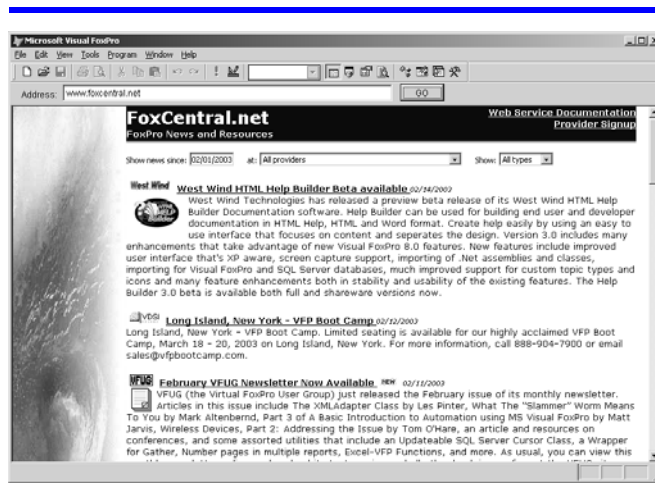 Microsoft Visual FoxPro
File Edit View Tools Program Window Help
Address: www.foxcentral.net GO
FoxCentral.net
FoxPro News and Resources
Web Service Documentation
Provider Signup
Show news since: 02/01/2003 at: All providers Show: All types
West Wind West Wind HTML Help Builder Beta available 02/14/2003
West Wind Technologies has released a preview beta release of its West Wind HTML Help
Builder Documentation software. Help Builder can be used for building end user and developer
documentation in HTML Help, HTML and Word format. Create help easily by using an easy to
use interface that focuses on content and seperates the design. Version 3.0 includes many
enhancements that take advantage of new Visual FoxPro 8.0 features. New features include improved
user interface that's XP aware, screen capture support, importing of .Net assemblies and classes,
importing for Visual FoxPro and SQL Server databases, much improved support for custom topic types and
icons and many feature enhancements both in stability and usability of the existing features. The Help
Builder 3.0 beta is available both full and shareware versions now.
VDSI Long Island, New York - VFP Boot Camp 02/12/2003
Long Island, New York - VFP Boot Camp. Limited seating is available for our highly acclaimed VFP Boot
Camp, March 18 - 20, 2003 on Long Island, New York. For more information, call 888-904-7900 or email
sales@vfpbootcamp.com.
VFUG February VFUG Newsletter Now Available NEW 02/11/2003
VFUG (the Virtual FoxPro User Group) just released the February issue of its monthly newsletter.
Articles in this issue include The XMLAdapter Class by Les Pinter, What The "Slammer" Worm Means
To You by Mark Altenbernd, Part 3 of A Basic Introduction to Automation using MS Visual FoxPro by Matt
Jarvis, Wireless Devices, Part 2: Addressing the Issue by Tom O'Hare, an article and resources on
conferences, and some assorted utilities that include an Updateable SQL Server Cursor Class, a Wrapper
for Gather, Number pages in multiple reports, Excel-VFP Functions, and more. As usual, you can view this